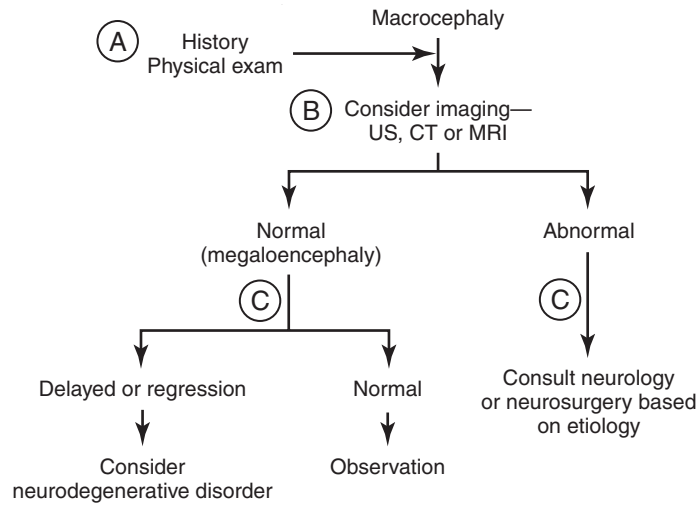 Macrocephaly
A
History
Physical exam
B
Consider imaging—
US, CT or MRI
Normal
(megaloencephaly)
Abnormal
C
C
Delayed or regression
Normal
Consult neurology
or neurosurgery based
on etiology
Consider
neurodegenerative disorder
Observation